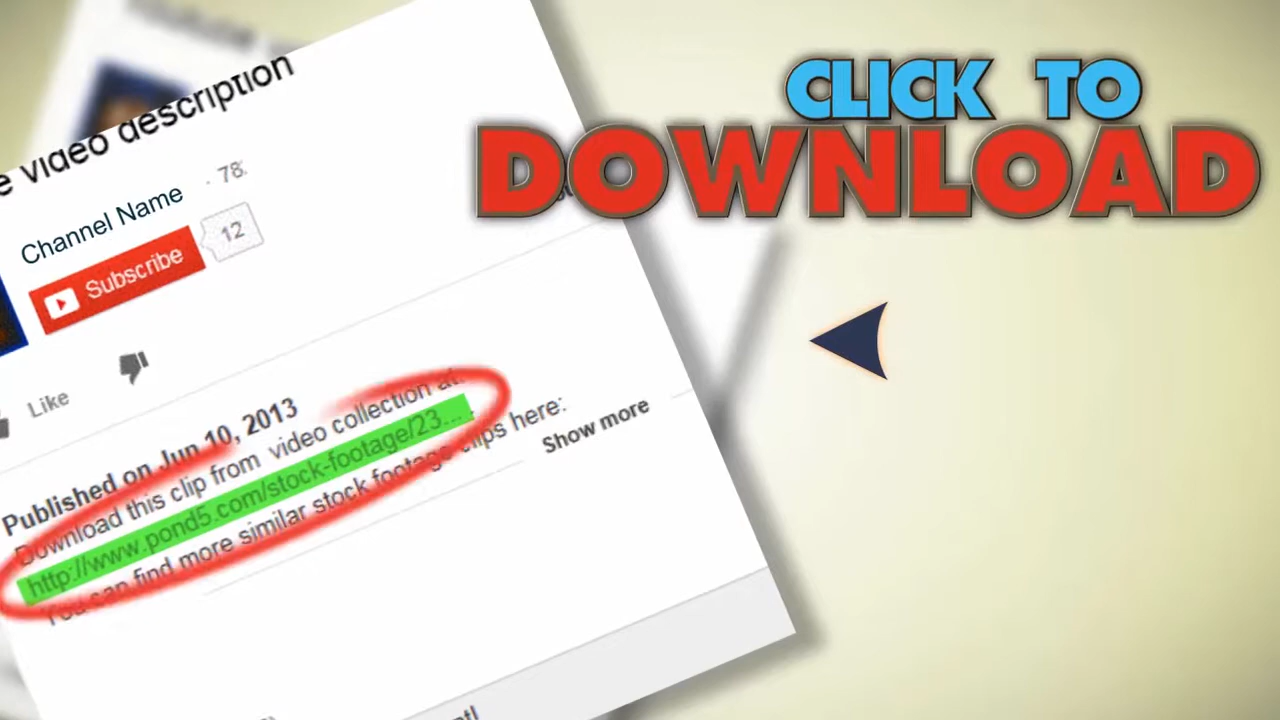 CLICK TO
DOWNLOAD
e video description
Channel Name
78
Subscribe
12
Like
Published on Jun 10, 2013
Download this clip from video collection at:
http://www.pond5.com/stock-footage/23...
You can find more similar stock footage clips here:
Show more